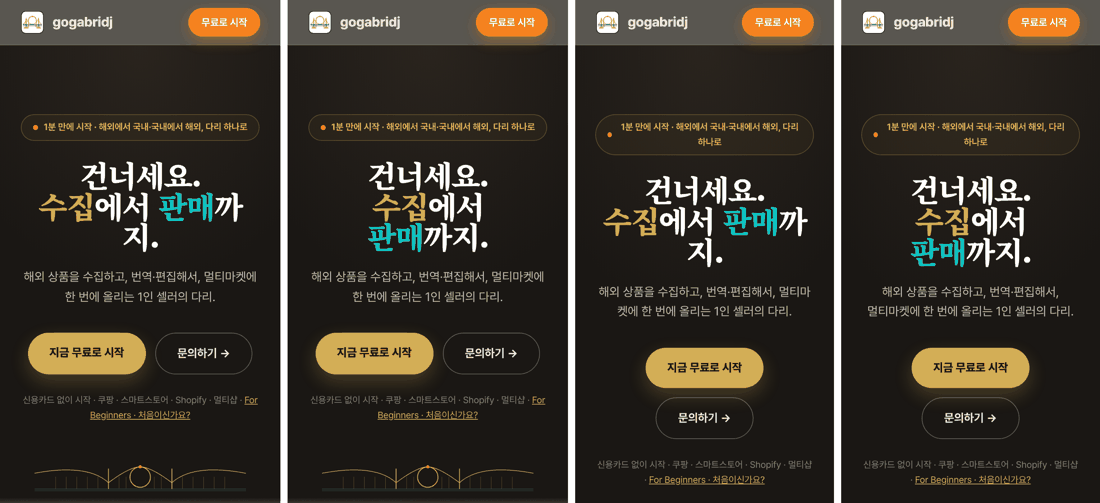 gogabridj
무료로 시작
1분 만에 시작 · 해외에서 국내·국내에서 해외, 다리 하나로
건너세요.
수집에서 판매까
지.
해외 상품을 수집하고, 번역·편집해서, 멀티마켓에
한 번에 올리는 1인 셀러의 다리.
지금 무료로 시작
문의하기 →
신용카드 없이 시작 · 쿠팡 · 스마트스토어 · Shopify · 멀티샵 · For
Beginners · 처음이신가요?
gogabridj
무료로 시작
1분 만에 시작 · 해외에서 국내·국내에서 해외, 다리 하나로
건너세요.
수집에서
판매까지.
해외 상품을 수집하고, 번역·편집해서, 멀티마켓에
한 번에 올리는 1인 셀러의 다리.
지금 무료로 시작
문의하기 →
신용카드 없이 시작 · 쿠팡 · 스마트스토어 · Shopify · 멀티샵 · For
Beginners · 처음이신가요?
gogabridj
무료로 시작
1분 만에 시작 · 해외에서 국내·국내에서 해외, 다리
하나로
건너세요.
수집에서 판매까
지.
해외 상품을 수집하고, 번역·편집해서, 멀티마
켓에 한 번에 올리는 1인 셀러의 다리.
지금 무료로 시작
문의하기 →
신용카드 없이 시작 · 쿠팡 · 스마트스토어 · Shopify · 멀티샵
· For Beginners · 처음이신가요?
gogabridj
무료로 시작
1분 만에 시작 · 해외에서 국내·국내에서 해외, 다리
하나로
건너세요.
수집에서
판매까지.
해외 상품을 수집하고, 번역·편집해서,
멀티마켓에 한 번에 올리는 1인 셀러의 다리.
지금 무료로 시작
문의하기 →
신용카드 없이 시작 · 쿠팡 · 스마트스토어 · Shopify · 멀티샵
· For Beginners · 처음이신가요?